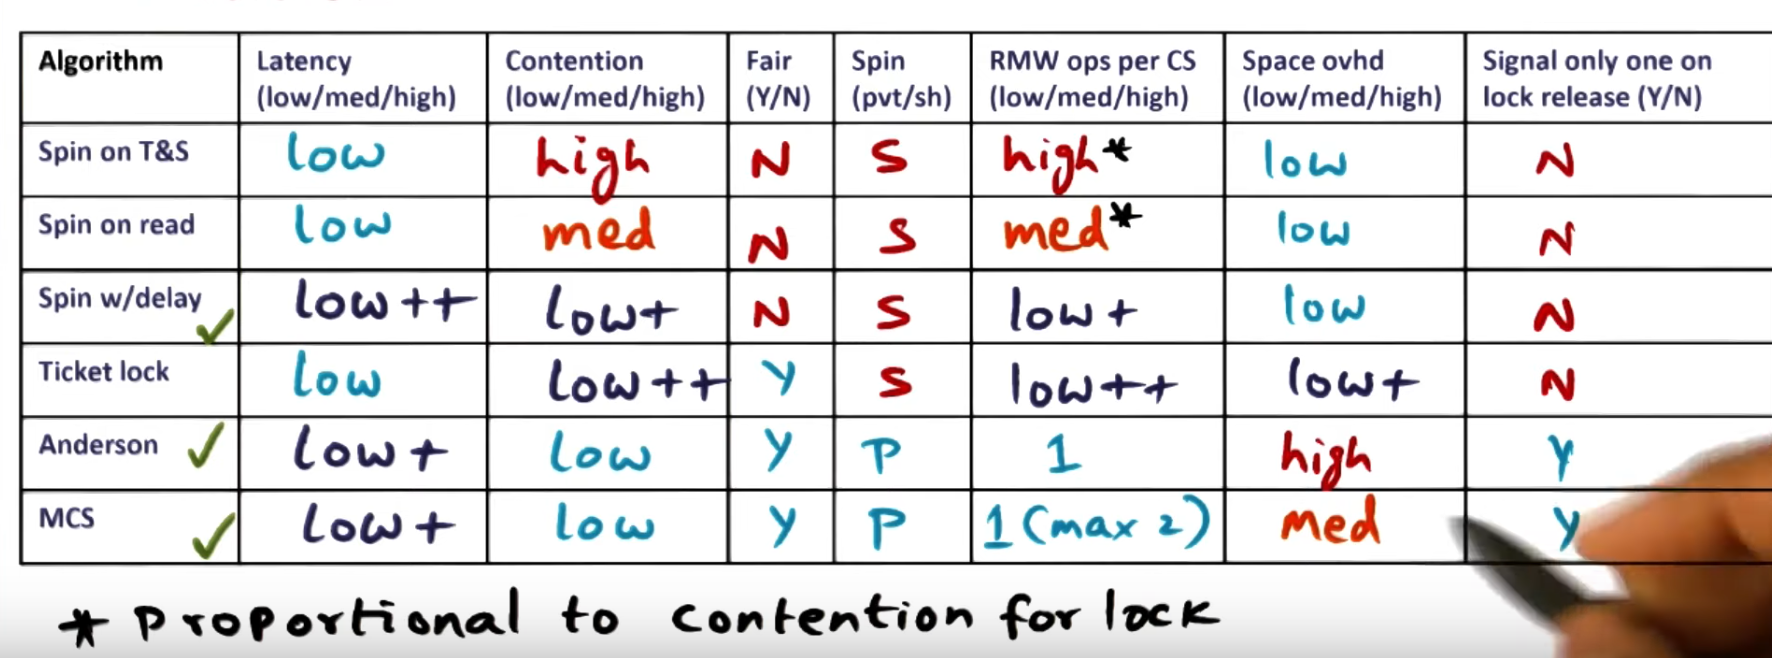 Algorithm Latency (low/med/high) Contention (low/med/high) Fair (Y/N) Spin (pvt/sh) RMW ops per CS (low/med/high) Space ovhd (low/med/high) Signal only one on lock release (Y/N)
Spin on T&S low high N S high* low N
Spin on read low med N S med* low N
Spin w/delay low++ low+ N S low+ low N
Ticket lock low low++ Y S low++ low+ N
Anderson low+ low Y P 1 high Y
MCS low+ low Y P 1 (max 2) med Y
* Proportional to contention for lock